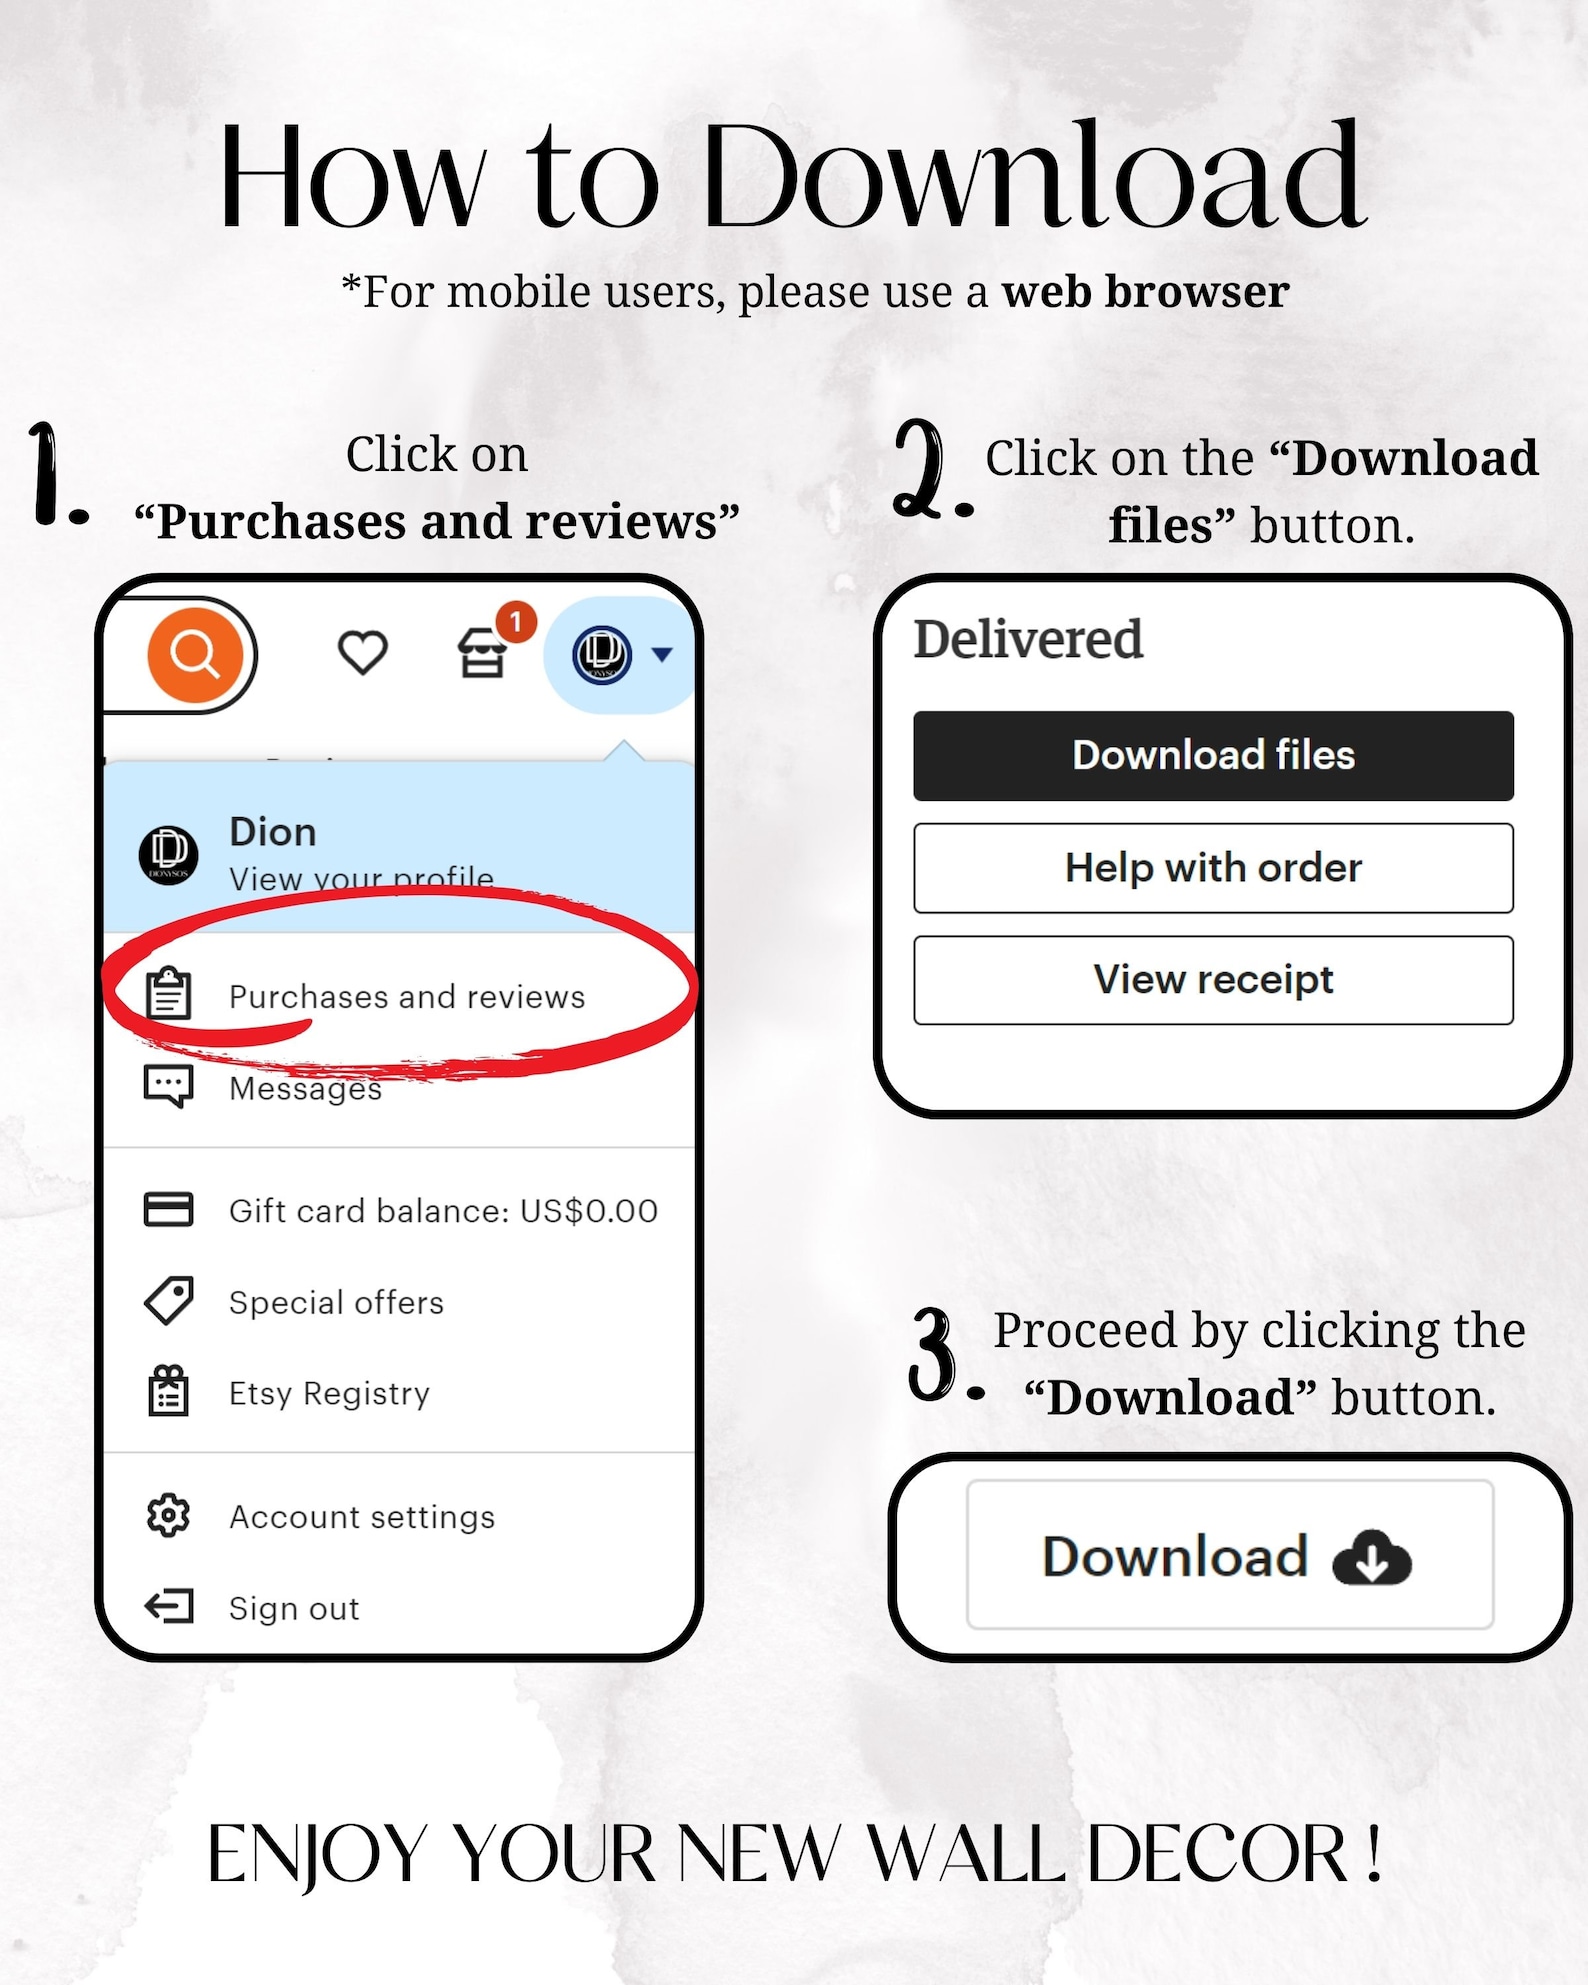 How to Download
*For mobile users, please use a web browser
1.
Click on
“Purchases and reviews”
1
Dion
DIONYSOS
View your profile
Purchases and reviews
Messages
Gift card balance: US$0.00
Special offers
Etsy Registry
Account settings
Sign out
2.
Click on the “Download
files” button.
Delivered
Download files
Help with order
View receipt
3.
Proceed by clicking the
“Download” button.
Download
ENJOY YOUR NEW WALL DECOR !